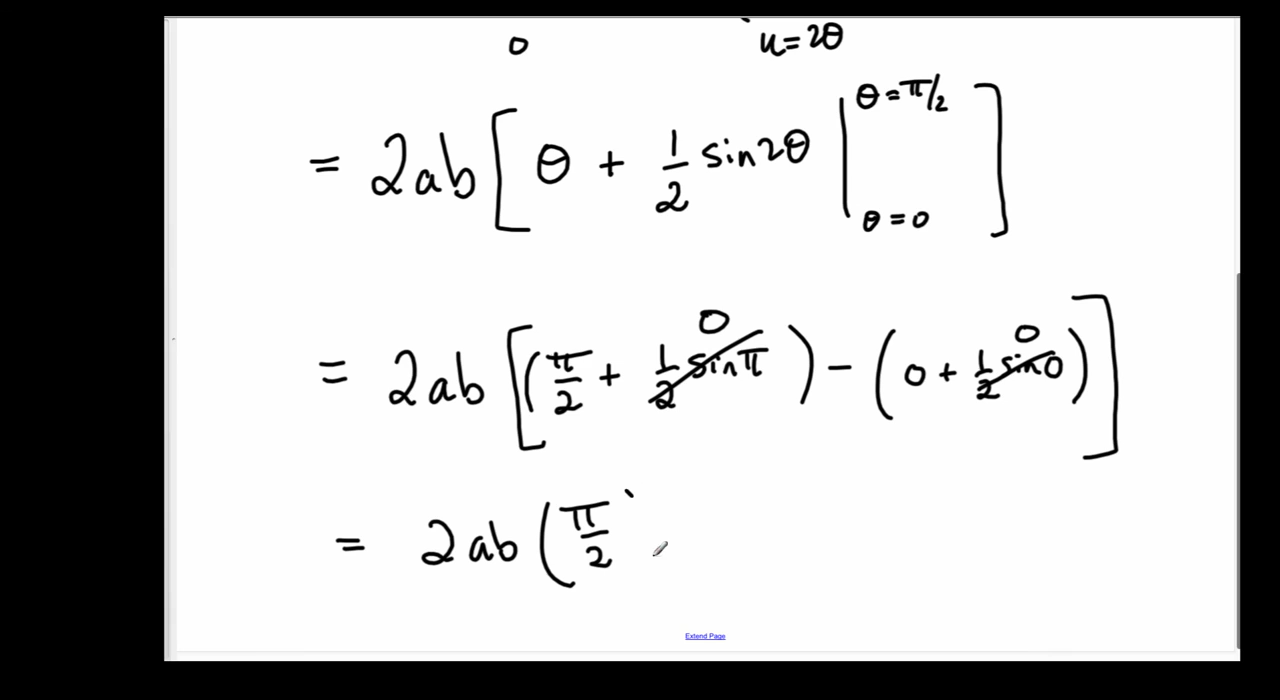 0 u=2θ
= 2ab [ θ + 1/2 sin2θ | θ=π/2 θ=0 ]
= 2ab [ ( π/2 + 1/2 sinπ 0 ) − ( 0 + 1/2 sin0 0 ) ]
= 2ab ( π/2
Extend Page